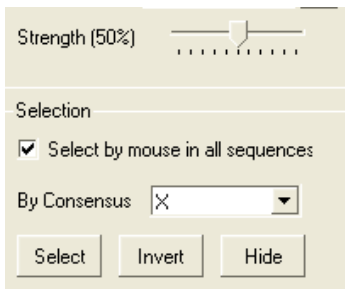 Strength (50%)
Selection
Select by mouse in all sequences
By Consensus X
Select Invert Hide